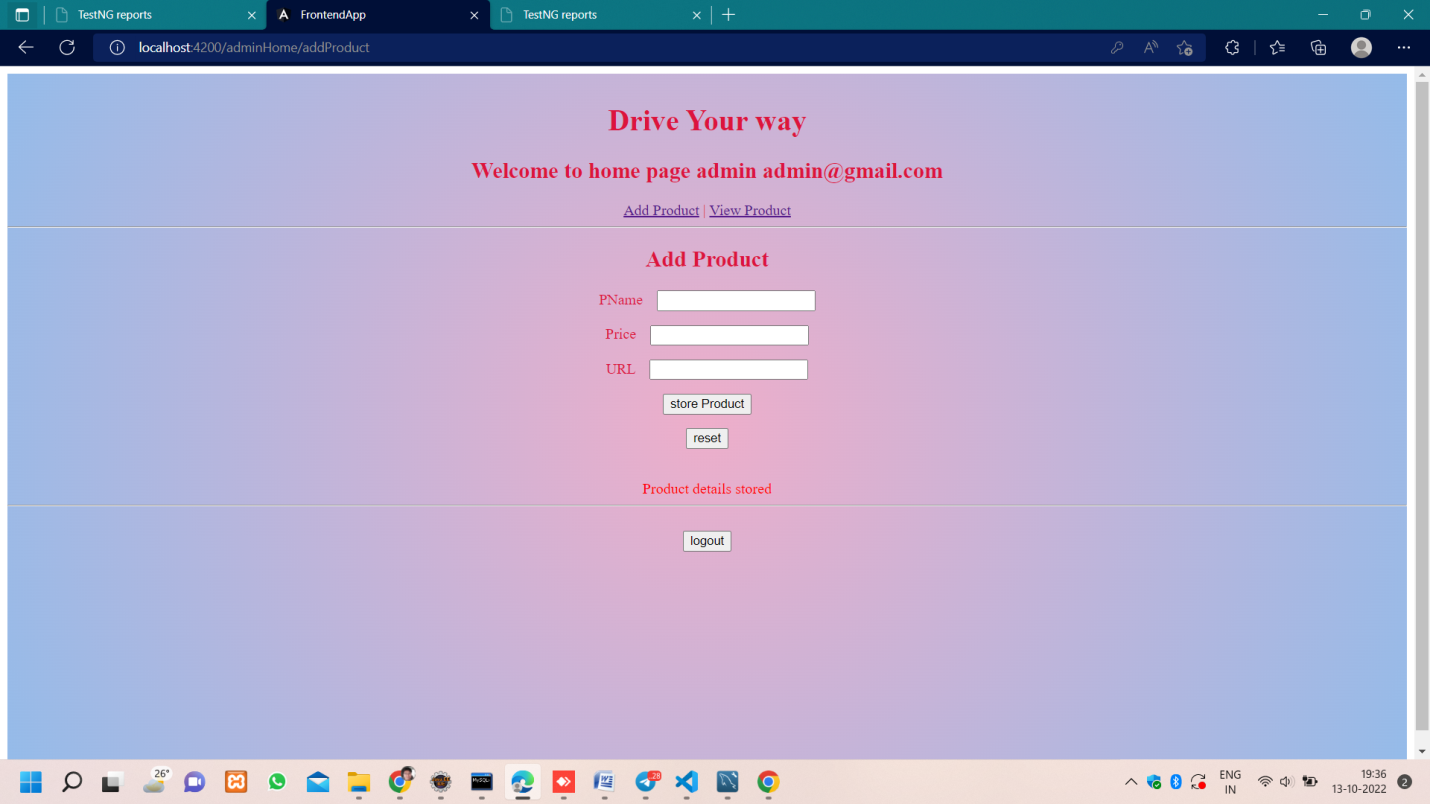 TestNG reports
FrontendApp
TestNG reports
localhost:4200/adminHome/addProduct
Drive Your way
Welcome to home page admin admin@gmail.com
Add Product | View Product
Add Product
PName
Price
URL
store Product
reset
Product details stored
logout
26°
MySQL
28
ENG
IN
19:36
13-10-2022
2